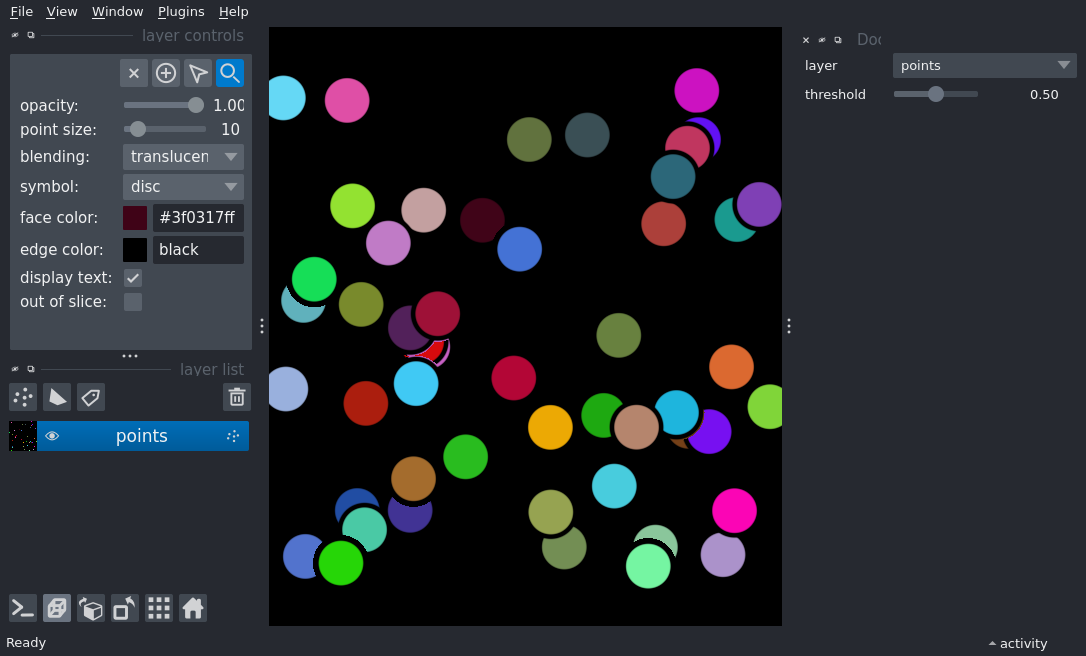 File View Window Plugins Help
layer controls
opacity: 1.00
point size: 10
blending: translucen
symbol: disc
face color: #3f0317ff
edge color: black
display text:
out of slice:
layer list
points
Ready
Doc
layer points
threshold 0.50
activity